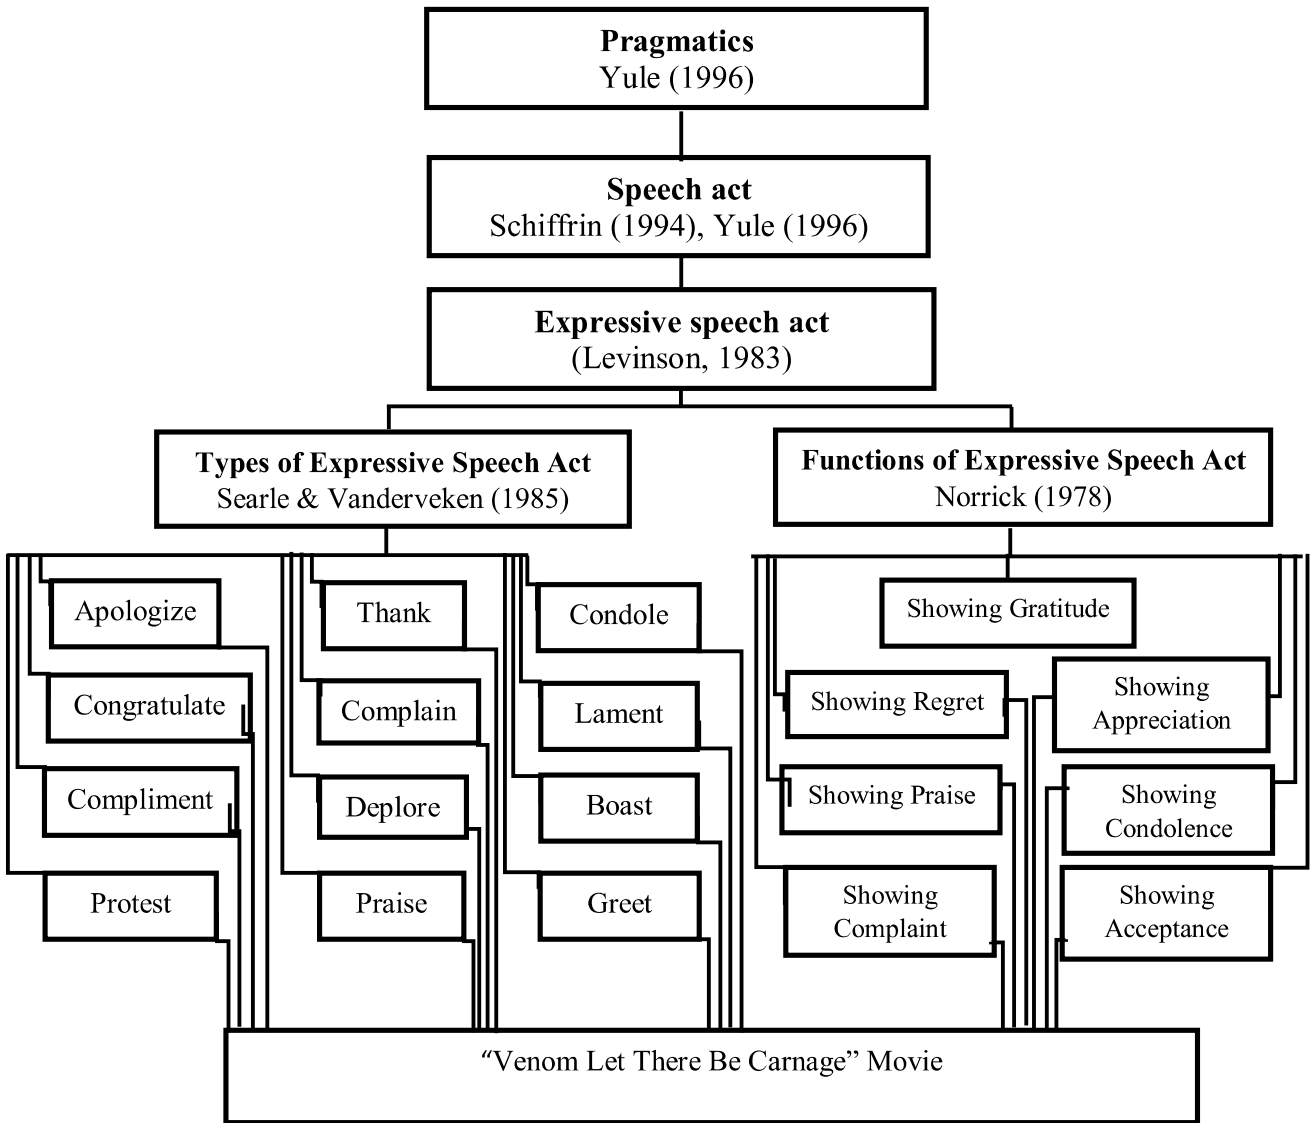 Pragmatics
Yule (1996)
Speech act
Schiffrin (1994), Yule (1996)
Expressive speech act
(Levinson, 1983)
Types of Expressive Speech Act
Searle & Vanderveken (1985)
Functions of Expressive Speech Act
Norrick (1978)
Apologize
Thank
Condole
Showing Gratitude
Congratulate
Complain
Lament
Showing Regret
Showing
Appreciation
Compliment
Deplore
Boast
Showing Praise
Showing
Condolence
Protest
Praise
Greet
Showing
Complaint
Showing
Acceptance
“Venom Let There Be Carnage” Movie